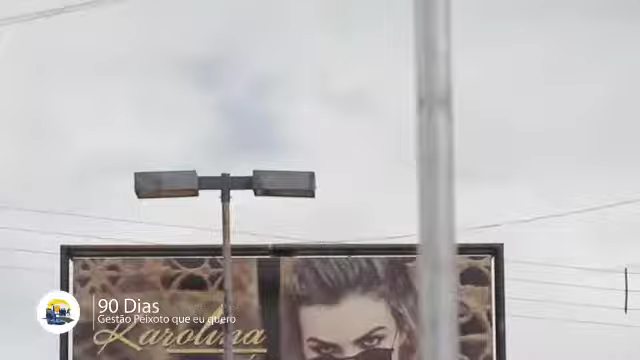 90 Dias
Gestão Peixoto que eu quero
Karolina